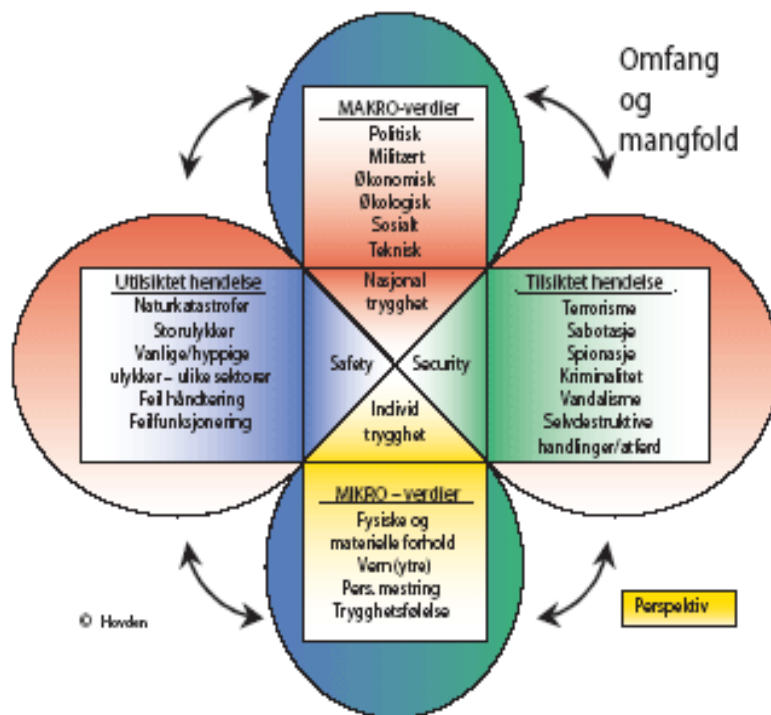 Omfang
og
mangfold
MAKRO-verdier
Politisk
Militært
Økonomisk
Økologisk
Sosialt
Teknisk
Nasjonal
trygghet
Utilsiktet hendelse
Naturkatastrofer
Storulykker
Vanlige/hyppige
ulykker – ulike sektorer
Feil håndtering
Feilfunksjonering
Safety
Security
Tilsiktet hendelse
Terrorisme
Sabotasje
Spionasje
Kriminalitet
Vandalisme
Selvdestruktive
handlinger/atferd
Individ
trygghet
MIKRO – verdier
Fysiske og
materielle forhold
Vern (ytre)
Pers. mestring
Trygghetsfølelse
© Hovden
Perspektiv